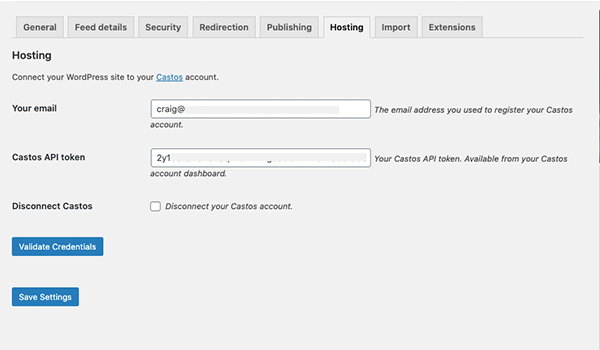 General Feed details Security Redirection Publishing Hosting Import Extensions
Hosting
Connect your WordPress site to your Castos account.
Your email craig@ The email address you used to register your Castos
account.
Castos API token 2y1 Your Castos API token. Available from your Castos
account dashboard.
Disconnect Castos Disconnect your Castos account.
Validate Credentials
Save Settings